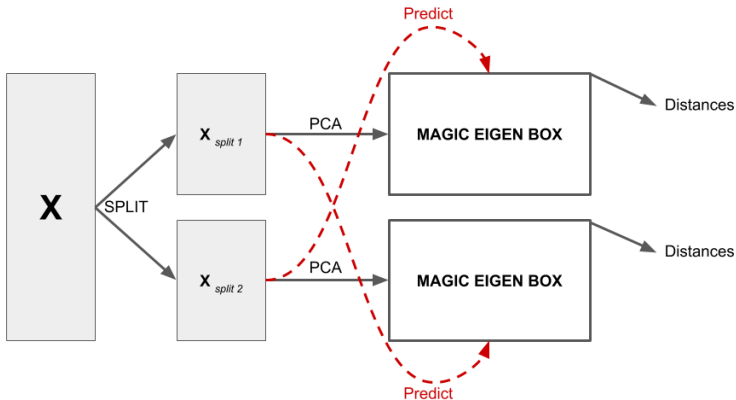 Predict
X
SPLIT
X split 1
PCA
MAGIC EIGEN BOX
Distances
X split 2
PCA
MAGIC EIGEN BOX
Distances
Predict